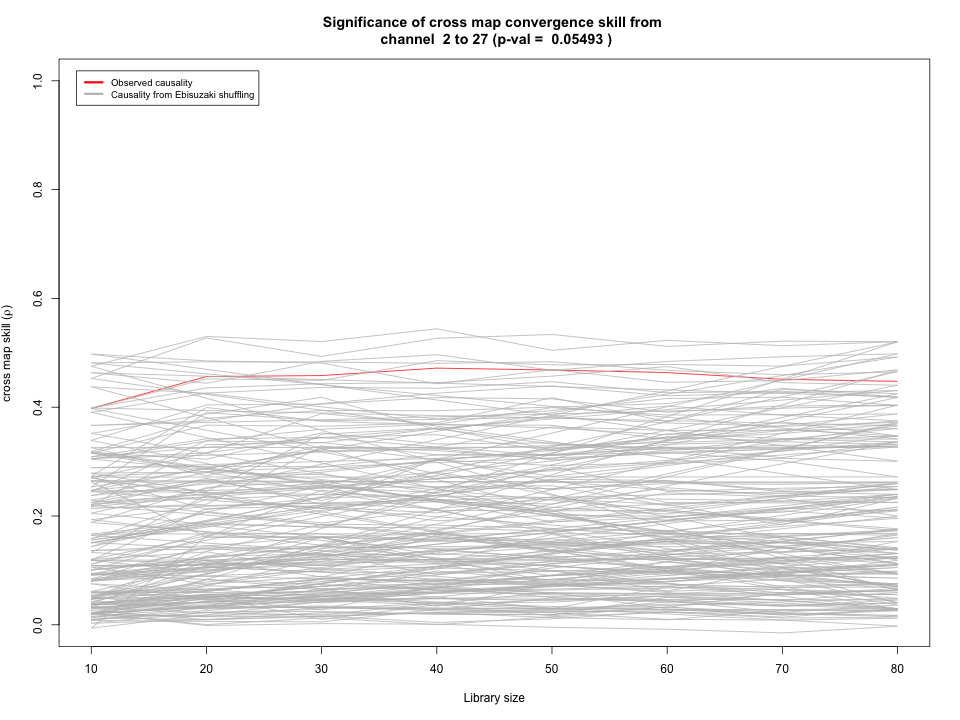 Significance of cross map convergence skill from
channel  2 to 27 (p-val =  0.05493 )
Observed causality
Causality from Ebisuzaki shuffling
cross map skill (ρ)
1.0
0.8
0.6
0.4
0.2
0.0
10 20 30 40 50 60 70 80
Library size